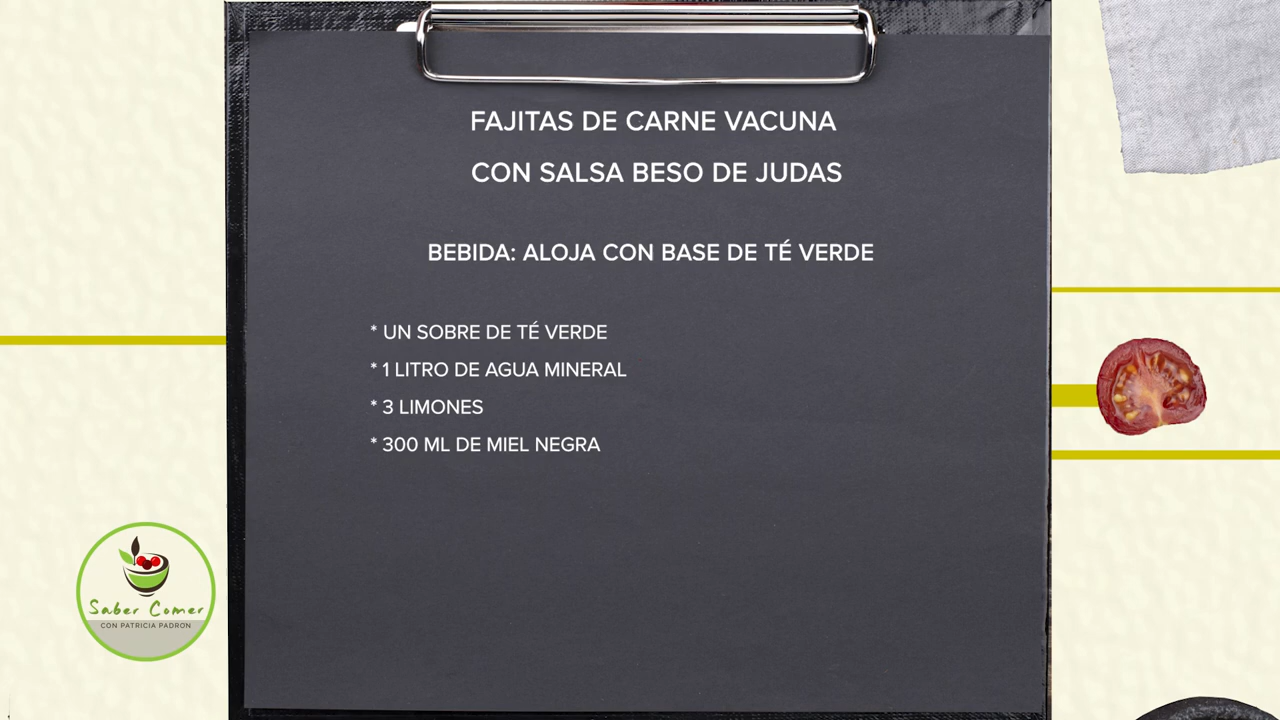 FAJITAS DE CARNE VACUNA
CON SALSA BESO DE JUDAS
BEBIDA: ALOJA CON BASE DE TÉ VERDE
* UN SOBRE DE TÉ VERDE
* 1 LITRO DE AGUA MINERAL
* 3 LIMONES
* 300 ML DE MIEL NEGRA
Saber Comer
CON PATRICIA PADRON